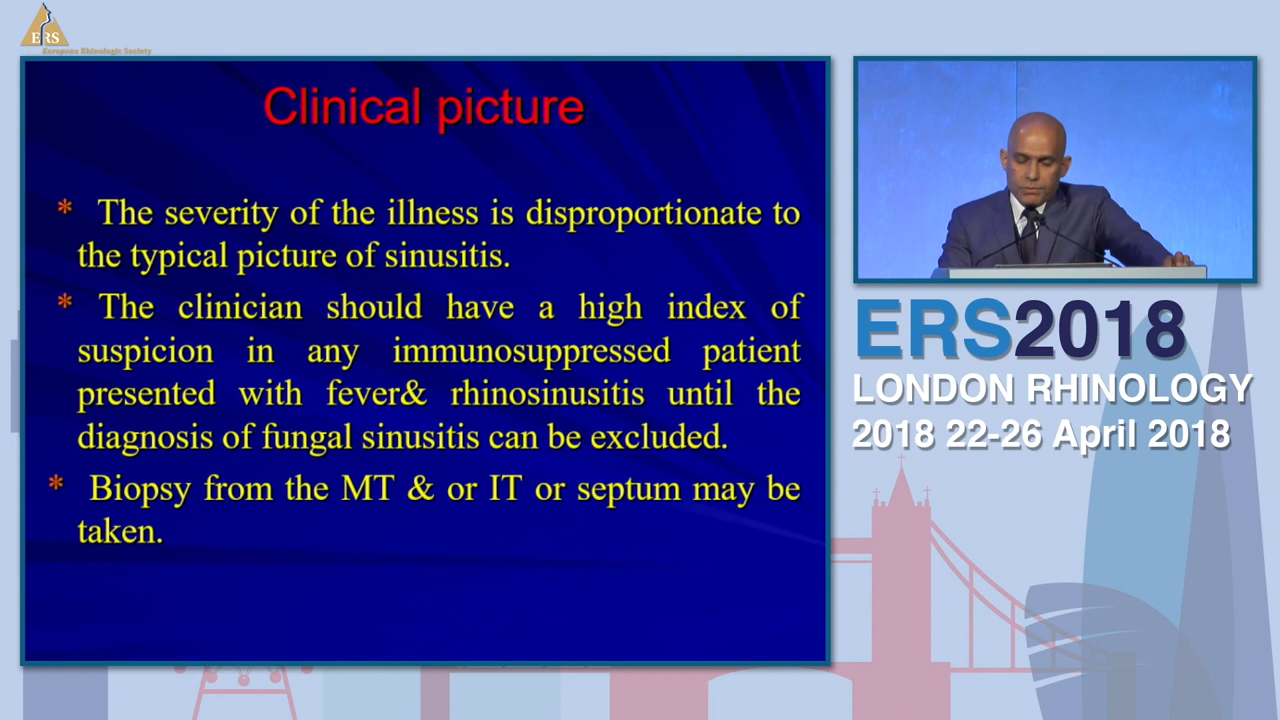 ERS
European Rhinologic Society
Clinical picture
* The severity of the illness is disproportionate to
the typical picture of sinusitis.
* The clinician should have a high index of
suspicion in any immunosuppressed patient
presented with fever& rhinosinusitis until the
diagnosis of fungal sinusitis can be excluded.
* Biopsy from the MT & or IT or septum may be
taken.
ERS2018
LONDON RHINOLOGY
2018 22-26 April 2018